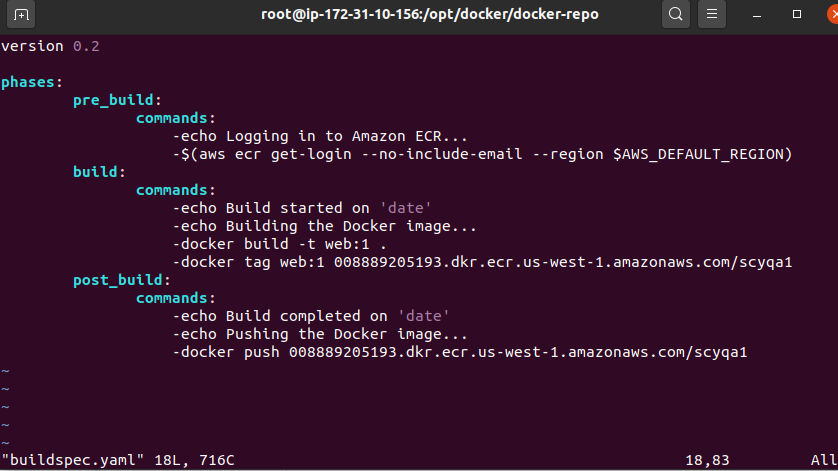 root@ip-172-31-10-156:/opt/docker/docker-repo
version 0.2
phases:
pre_build:
commands:
-echo Logging in to Amazon ECR...
-$(aws ecr get-login --no-include-email --region $AWS_DEFAULT_REGION)
build:
commands:
-echo Build started on 'date'
-echo Building the Docker image...
-docker build -t web:1 .
-docker tag web:1 008889205193.dkr.ecr.us-west-1.amazonaws.com/scyqa1
post_build:
commands:
-echo Build completed on 'date'
-echo Pushing the Docker image...
-docker push 008889205193.dkr.ecr.us-west-1.amazonaws.com/scyqa1
~
~
~
~
~
"buildspec.yaml" 18L, 716C 18,83 All